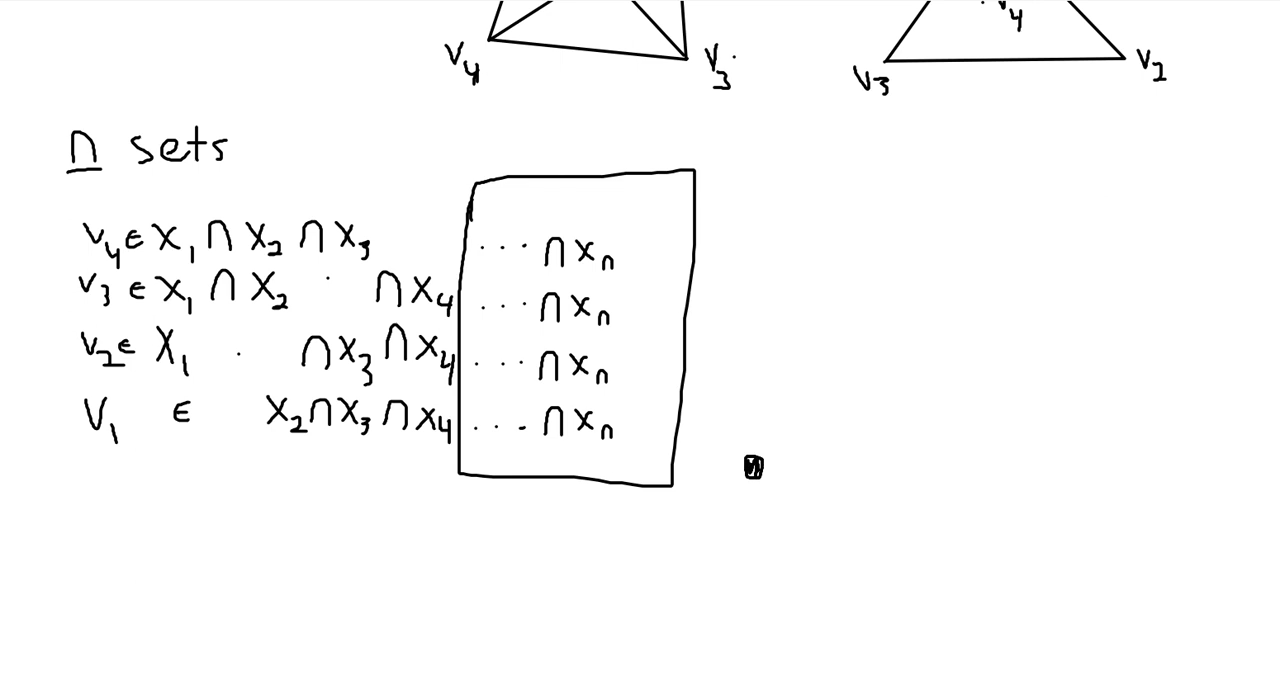 V4 V3 V3 V4 V2
n sets
V4 ∈ X1 ∩ X2 ∩ X3 ... ∩ Xn
V3 ∈ X1 ∩ X2 ∩ X4 ... ∩ Xn
V2 ∈ X1 ∩ X3 ∩ X4 ... ∩ Xn
V1 ∈ X2 ∩ X3 ∩ X4 ... ∩ Xn